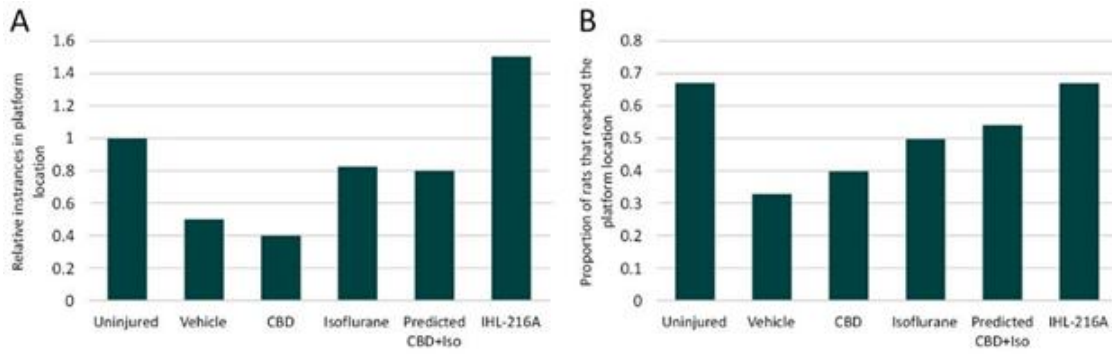 A
Relative instrances in platform
location
1.6
1.4
1.2
1
0.8
0.6
0.4
0.2
0
Uninjured Vehicle CBD Isoflurane Predicted CBD+Iso IHL-216A
B
Proportion of rats that reached the
platform location
0.8
0.7
0.6
0.5
0.4
0.3
0.2
0.1
0
Uninjured Vehicle CBD Isoflurane Predicted CBD+Iso IHL-216A